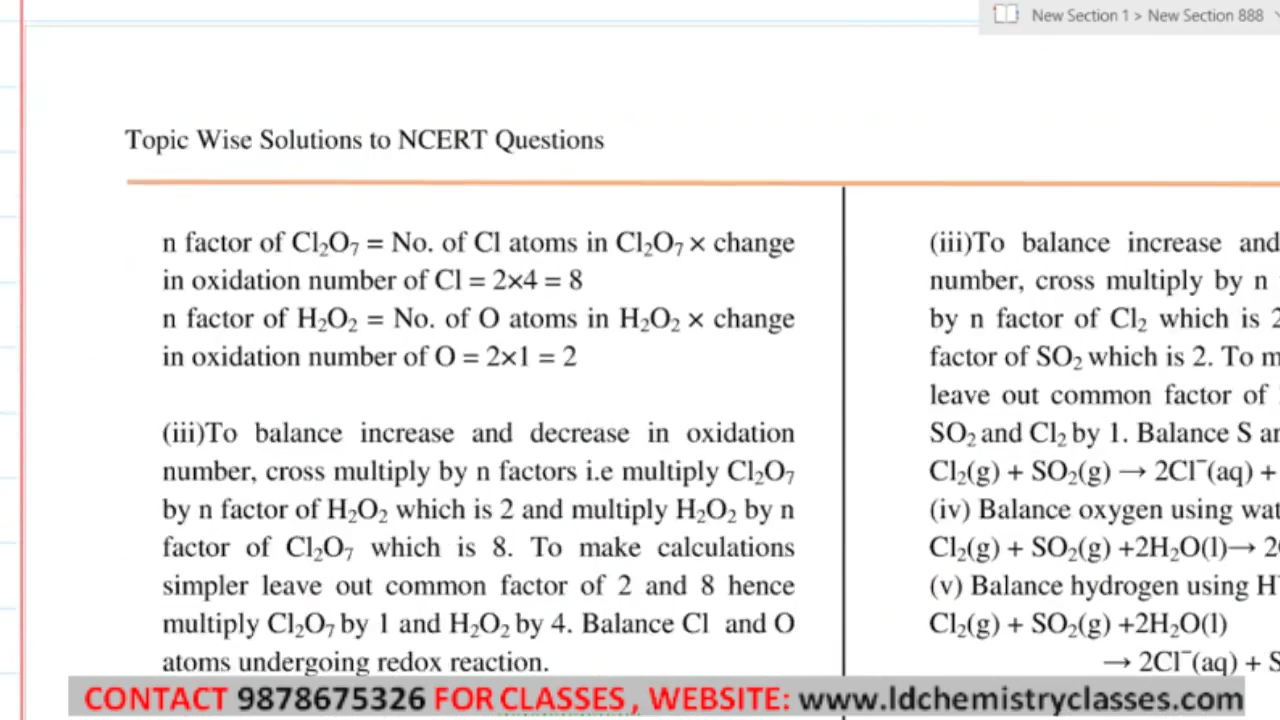 New Section 1 > New Section 888
Topic Wise Solutions to NCERT Questions
n factor of Cl₂O₇ = No. of Cl atoms in Cl₂O₇ × change
in oxidation number of Cl = 2×4 = 8
n factor of H₂O₂ = No. of O atoms in H₂O₂ × change
in oxidation number of O = 2×1 = 2
(iii)To balance increase and decrease in oxidation
number, cross multiply by n factors i.e multiply Cl₂O₇
by n factor of H₂O₂ which is 2 and multiply H₂O₂ by n
factor of Cl₂O₇ which is 8. To make calculations
simpler leave out common factor of 2 and 8 hence
multiply Cl₂O₇ by 1 and H₂O₂ by 4. Balance Cl and O
atoms undergoing redox reaction.
(iii)To balance increase and
number, cross multiply by n
by n factor of Cl₂ which is 2
factor of SO₂ which is 2. To m
leave out common factor of
SO₂ and Cl₂ by 1. Balance S an
Cl₂(g) + SO₂(g) → 2Cl⁻(aq) +
(iv) Balance oxygen using wat
Cl₂(g) + SO₂(g) +2H₂O(l)→ 2
(v) Balance hydrogen using H
Cl₂(g) + SO₂(g) +2H₂O(l)
→ 2Cl⁻(aq) + S
CONTACT 9878675326 FOR CLASSES , WEBSITE: www.ldchemistryclasses.com